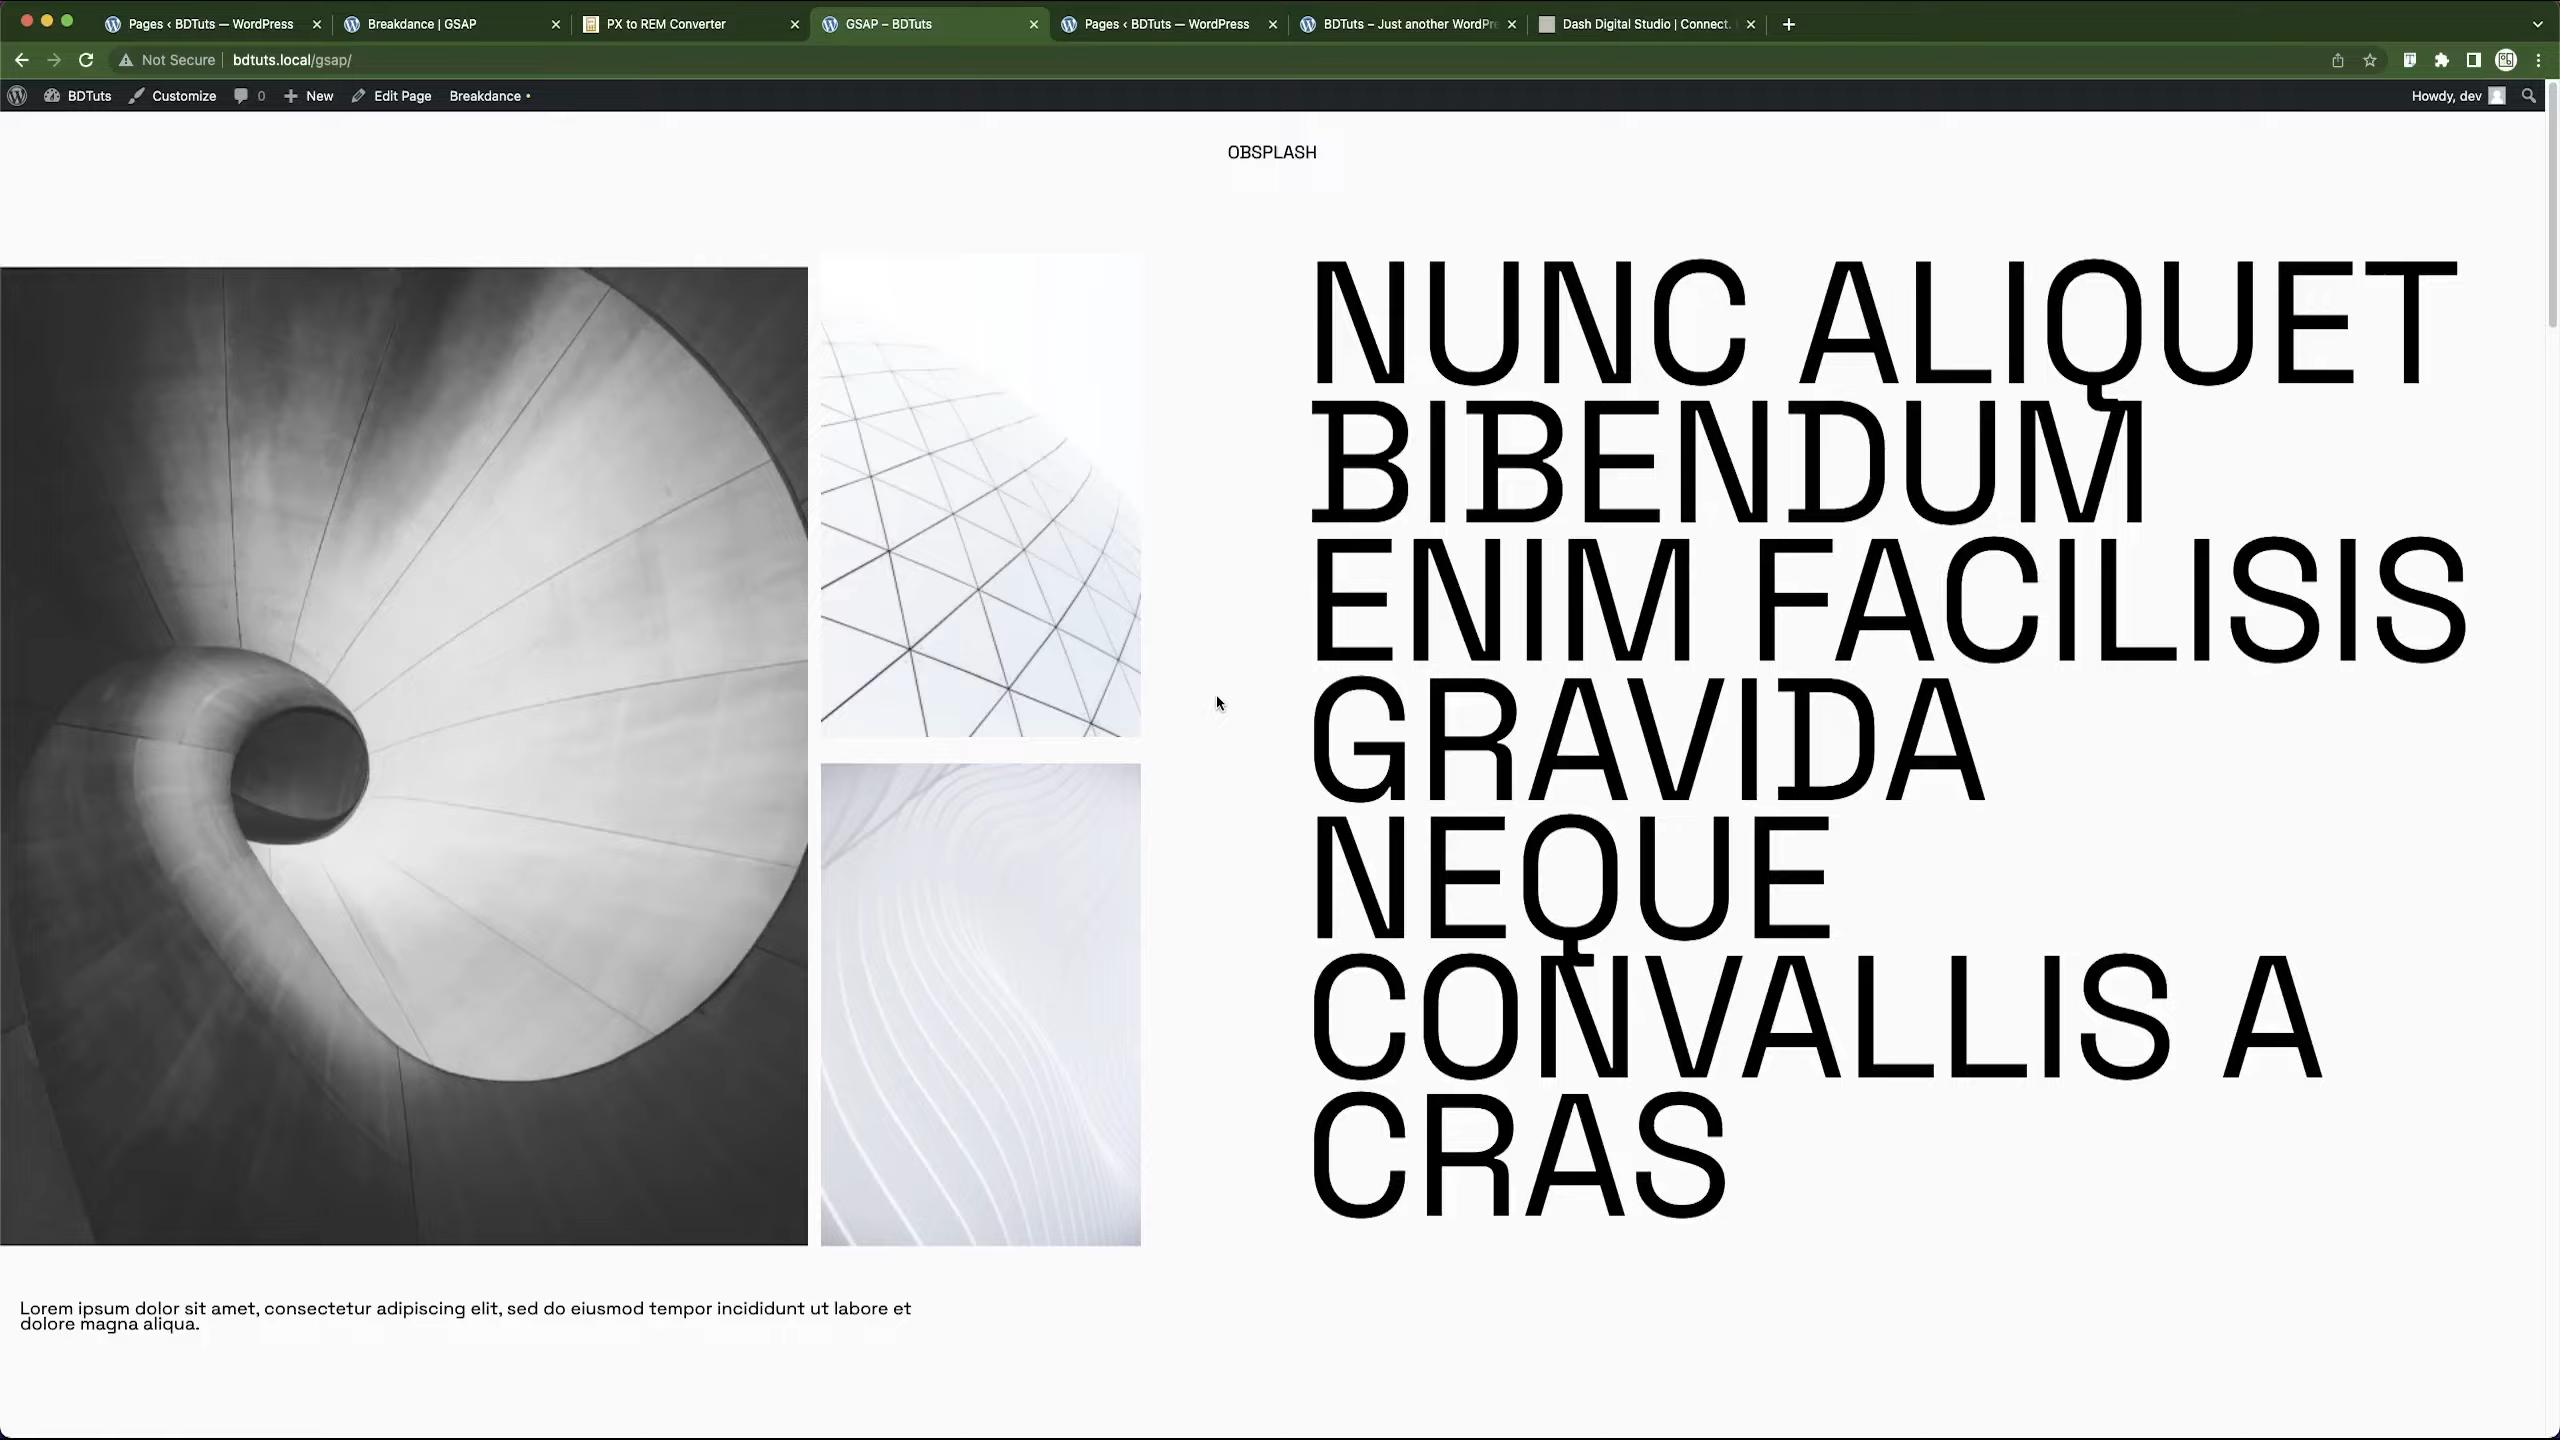 Pages ‹ BDTuts — WordPress
Breakdance | GSAP
PX to REM Converter
GSAP – BDTuts
Pages ‹ BDTuts — WordPress
BDTuts – Just another WordPr
Dash Digital Studio | Connect.
Not Secure
bdtuts.local/gsap/
BDTuts
Customize
0
New
Edit Page
Breakdance
Howdy, dev
OBSPLASH
NUNC ALIQUET
BIBENDUM
ENIM FACILISIS
GRAVIDA
NEQUE
CONVALLIS A
CRAS
Lorem ipsum dolor sit amet, consectetur adipiscing elit, sed do eiusmod tempor incididunt ut labore et
dolore magna aliqua.